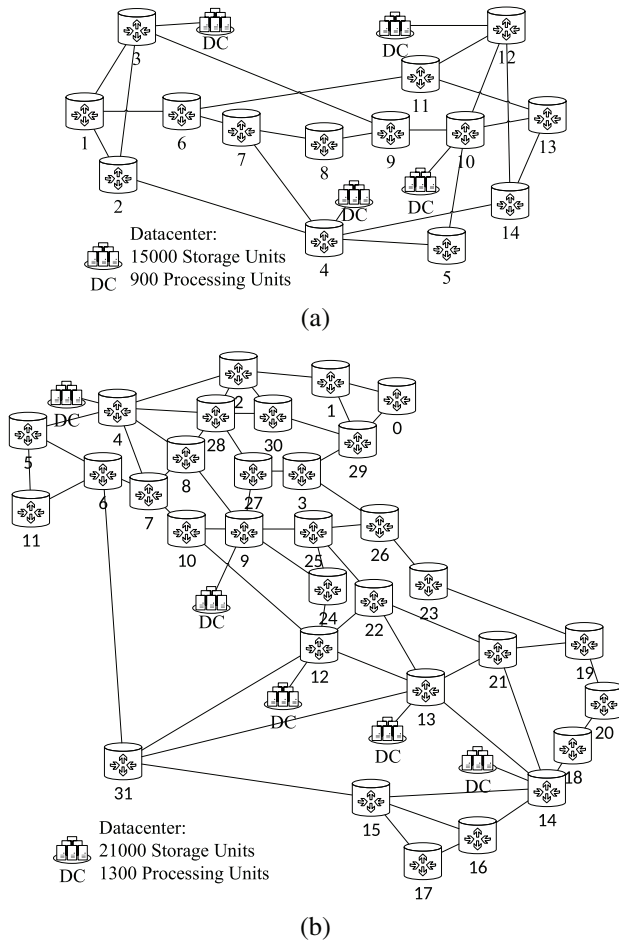 3
DC
DC
12
11
1
6
7
8
9
10
13
2
DC
DC
14
4
5
Datacenter:
15000 Storage Units
DC
900 Processing Units
(a)
2
1
0
DC
4
28
30
29
5
6
8
27
3
7
11
10
9
25
26
24
23
DC
22
12
21
19
DC
13
20
DC
18
DC
31
14
15
16
17
Datacenter:
21000 Storage Units
DC
1300 Processing Units
(b)